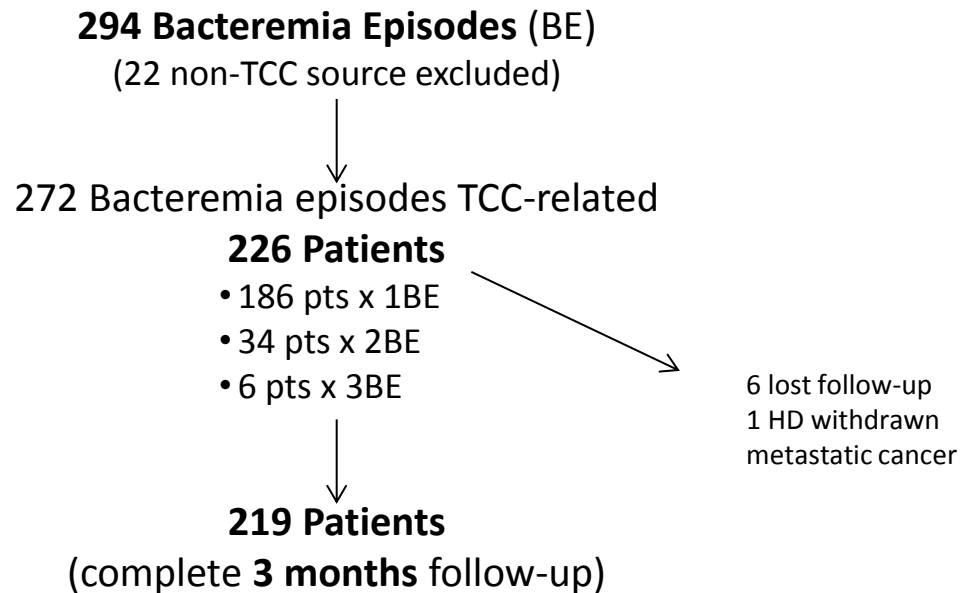 294 Bacteremia Episodes (BE)
(22 non-TCC source excluded)
272 Bacteremia episodes TCC-related
226 Patients
• 186 pts x 1BE
• 34 pts x 2BE
• 6 pts x 3BE
6 lost follow-up
1 HD withdrawn
metastatic cancer
219 Patients
(complete 3 months follow-up)